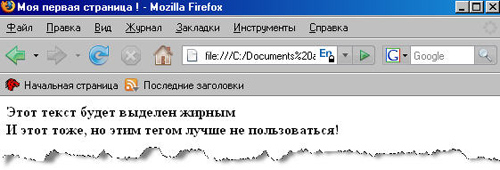 Моя первая страница ! - Mozilla Firefox
Файл Правка Вид Журнал Закладки Инструменты Справка
file:///C:/Documents%20a En Google
Начальная страница Последние заголовки
Этот текст будет выделен жирным
И этот тоже, но этим тегом лучше не пользоваться!